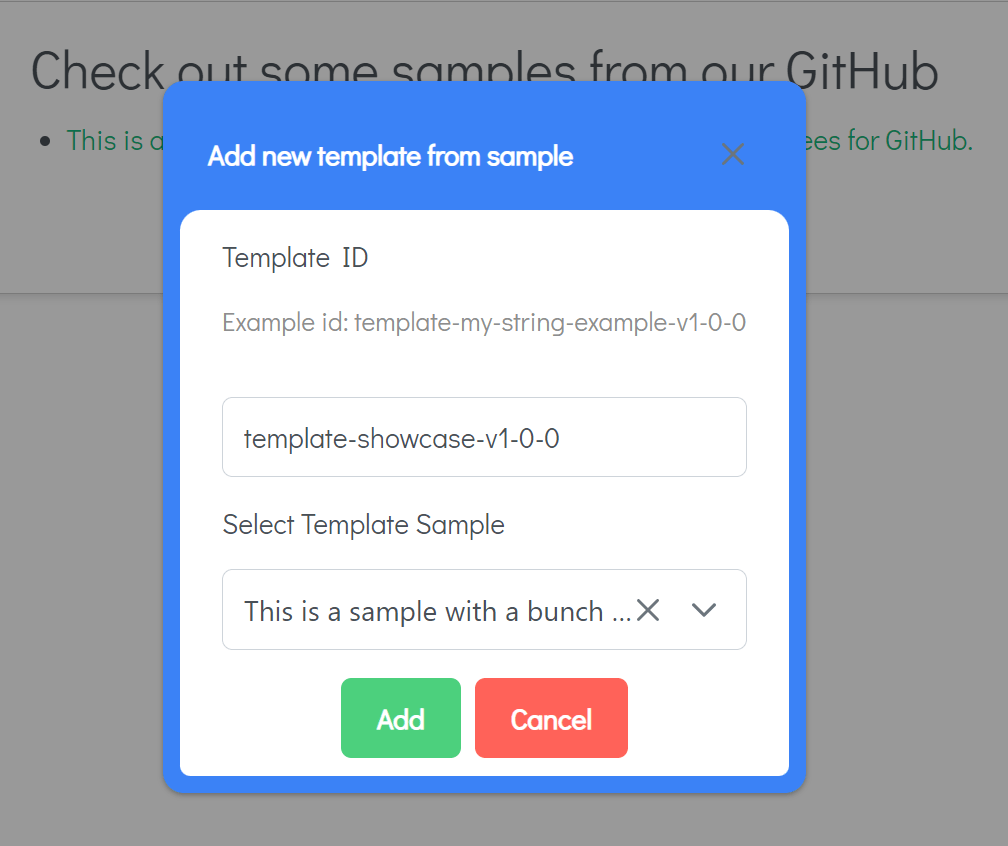 Check out some samples from our GitHub
This is a
ees for GitHub.
Add new template from sample
Template ID
Example id: template-my-string-example-v1-0-0
template-showcase-v1-0-0
Select Template Sample
This is a sample with a bunch ...
Add Cancel